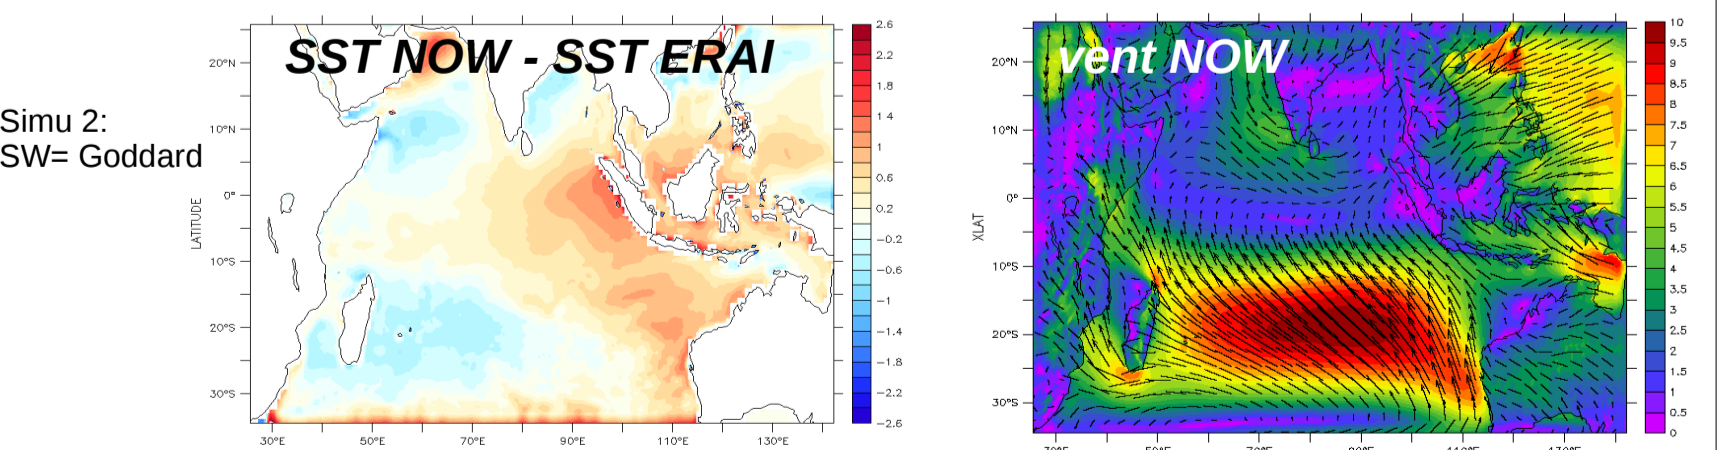 Simu 2:
SW= Goddard
SST NOW - SST ERAI
LATITUDE
20°N
10°N
0°
10°S
20°S
30°S
30°E 50°E 70°E 90°E 110°E 130°E
2.6
2.2
1.8
1.4
1
0.6
0.2
−0.2
−0.6
−1
−1.4
−1.8
−2.2
−2.6
vent NOW
XLAT
20°N
10°N
0°
10°S
20°S
30°S
10
9.5
9
8.5
8
7.5
7
6.5
6
5.5
5
4.5
4
3.5
3
2.5
2
1.5
1
0.5
0